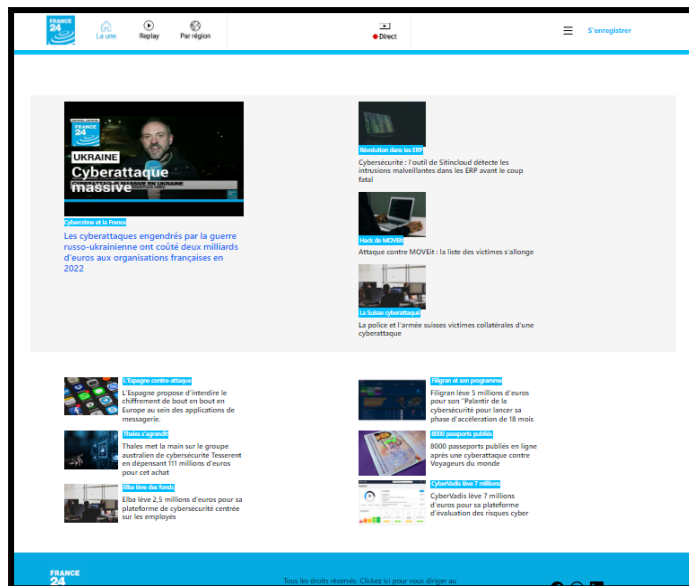 FRANCE
24
La une
Replay
Par région
Direct
S'enregistrer
FRANCE
24
UKRAINE
Cyberattaque
massive
CYBERATTAQUE MASSIVE EN UKRAINE
Cybercrime et la France
Les cyberattaques engendrés par la guerre
russo-ukrainienne ont coûté deux milliards
d'euros aux organisations françaises en
2022
Révolution dans les ERP
Cybersécurité : l'outil de Sitincloud détecte les
intrusions malveillantes dans les ERP avant le coup
fatal
Hack de MOVEit
Attaque contre MOVEit : la liste des victimes s'allonge
La Suisse cyberattaqué
La police et l'armée suisses victimes collatérales d'une
cyberattaque
L'Espagne contre-attaque
L'Espagne propose d'interdire le
chiffrement de bout en bout en
Europe au sein des applications de
messagerie.
Thales s'agrandit
Thales met la main sur le groupe
australien de cybersécurité Tesserent
en dépensant 111 millions d'euros
pour cet achat
Elba lève des fonds
Elba lève 2,5 millions d'euros pour sa
plateforme de cybersécurité centrée
sur les employés
Filigran et son programme
Filigran lève 5 millions d'euros
pour son "Palantir de la
cybersécurité pour lancer sa
phase d'accéleration de 18 mois
8000 passports publiés
8000 passeports publiés en ligne
après une cyberattaque contre
Voyageurs du monde
CyberVadis lève 7 millions
CyberVadis lève 7 millions
d'euros pour sa plateforme
d'évaluation des risques cyber
FRANCE
24
Tous les droits réservés. Clickez ici pour vous diriger au